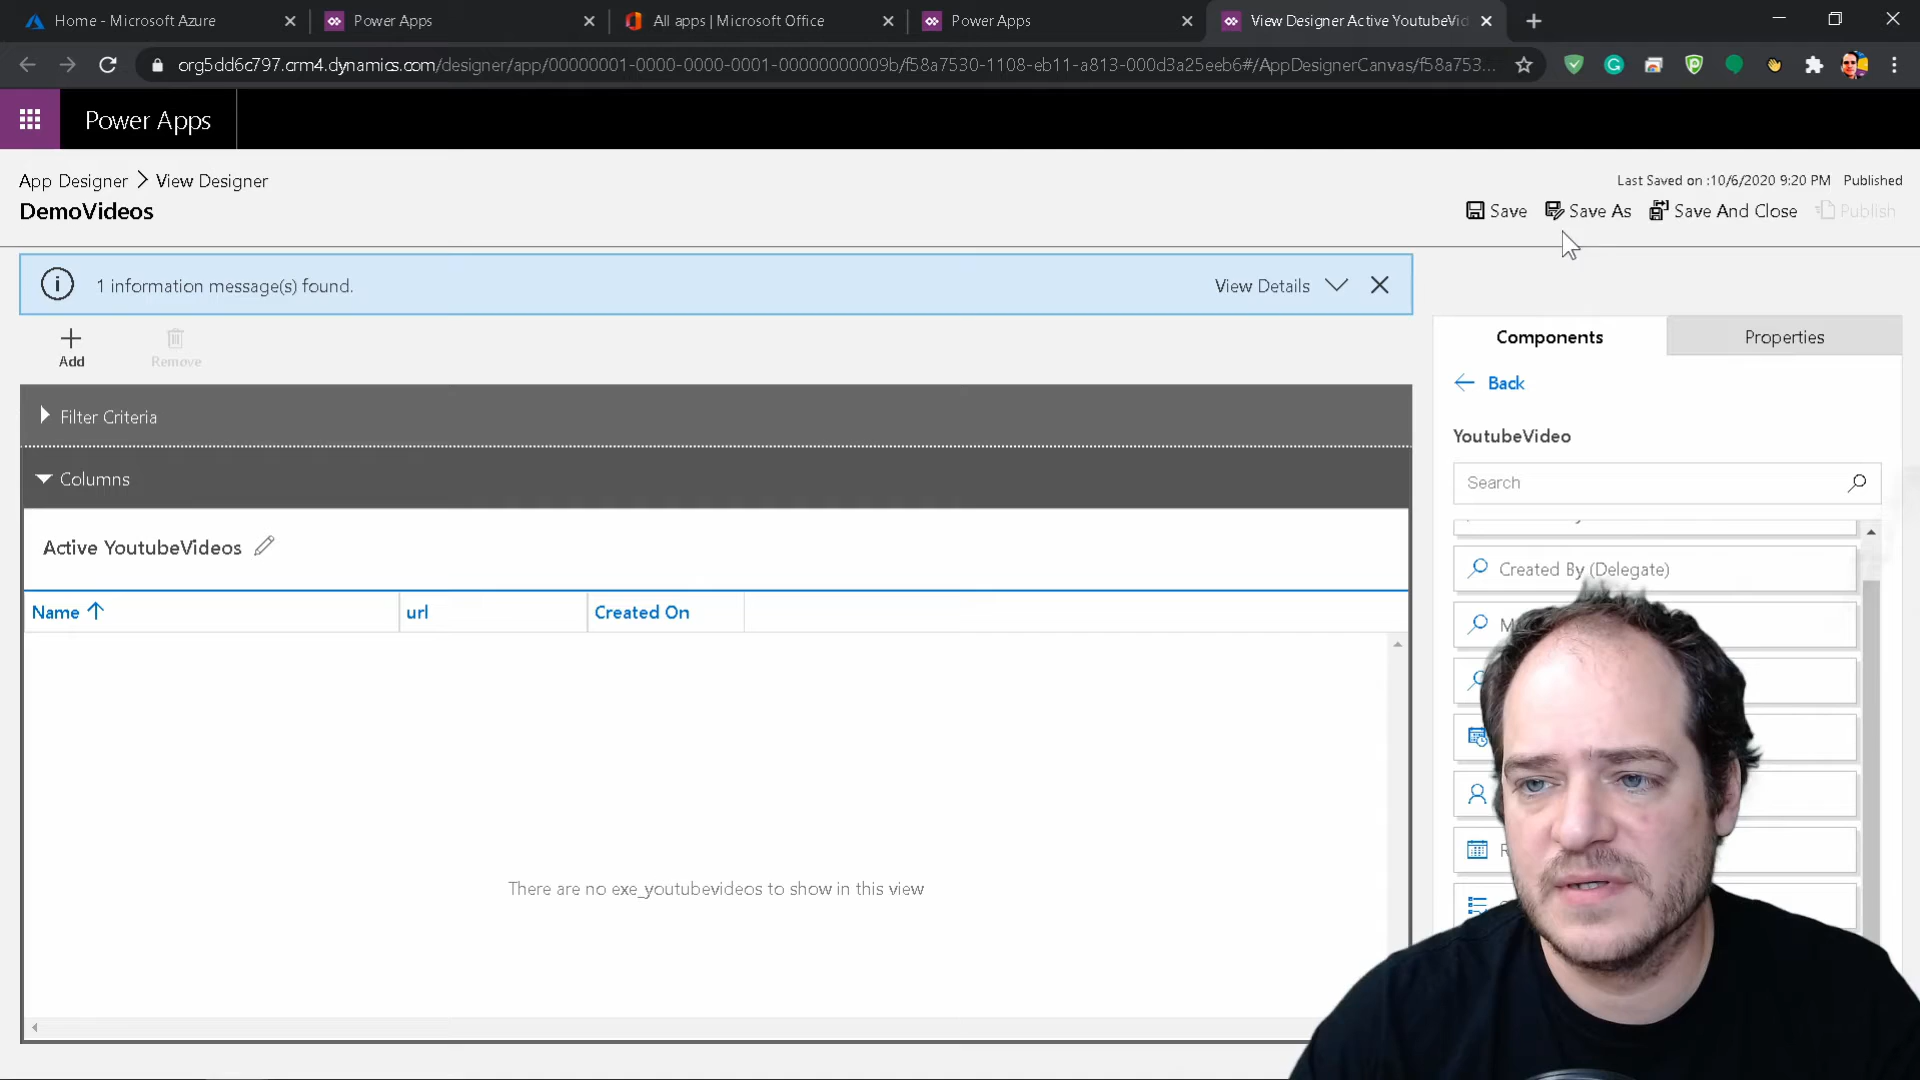 Home - Microsoft Azure
Power Apps
All apps | Microsoft Office
Power Apps
View Designer Active YoutubeVid
org5dd6c797.crm4.dynamics.com/designer/app/00000001-0000-0000-0001-00000000009b/f58a7530-1108-eb11-a813-000d3a25eeb6#/AppDesignerCanvas/f58a753...
Power Apps
App Designer > View Designer
Last Saved on :10/6/2020 9:20 PM Published
DemoVideos
Save Save As Save And Close Publish
1 information message(s) found.
View Details
Add Remove
Components Properties
Back
Filter Criteria
YoutubeVideo
Columns
Search
Active YoutubeVideos
Created By (Delegate)
Name url Created On
There are no exe_youtubevideos to show in this view